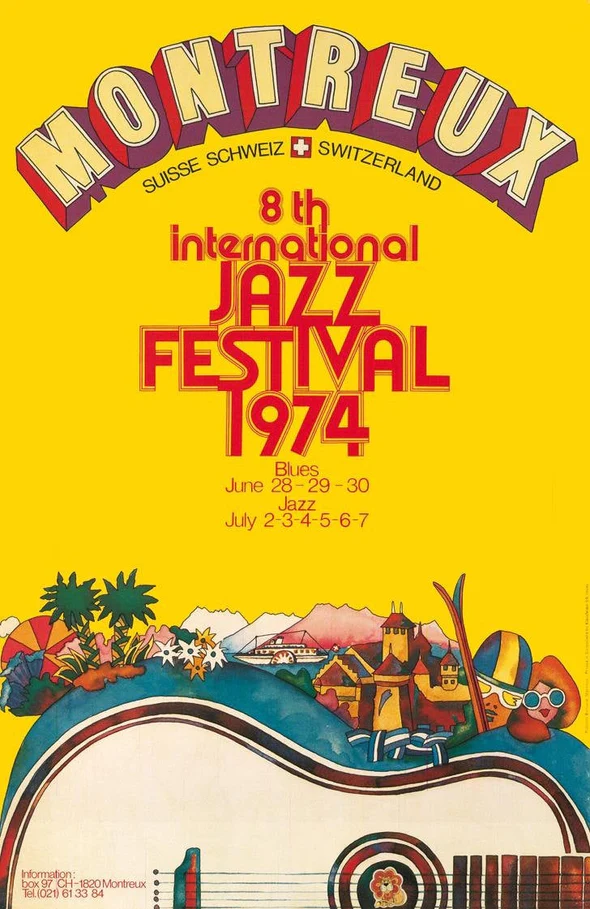 MONTREUX
SUISSE SCHWEIZ SWITZERLAND
8 th
international
JAZZ
FESTIVAL
1974
Blues
June 28-29-30
Jazz
July 2-3-4-5-6-7
Information:
box 97 CH-1820 Montreux
Tel.(021) 61 33 84